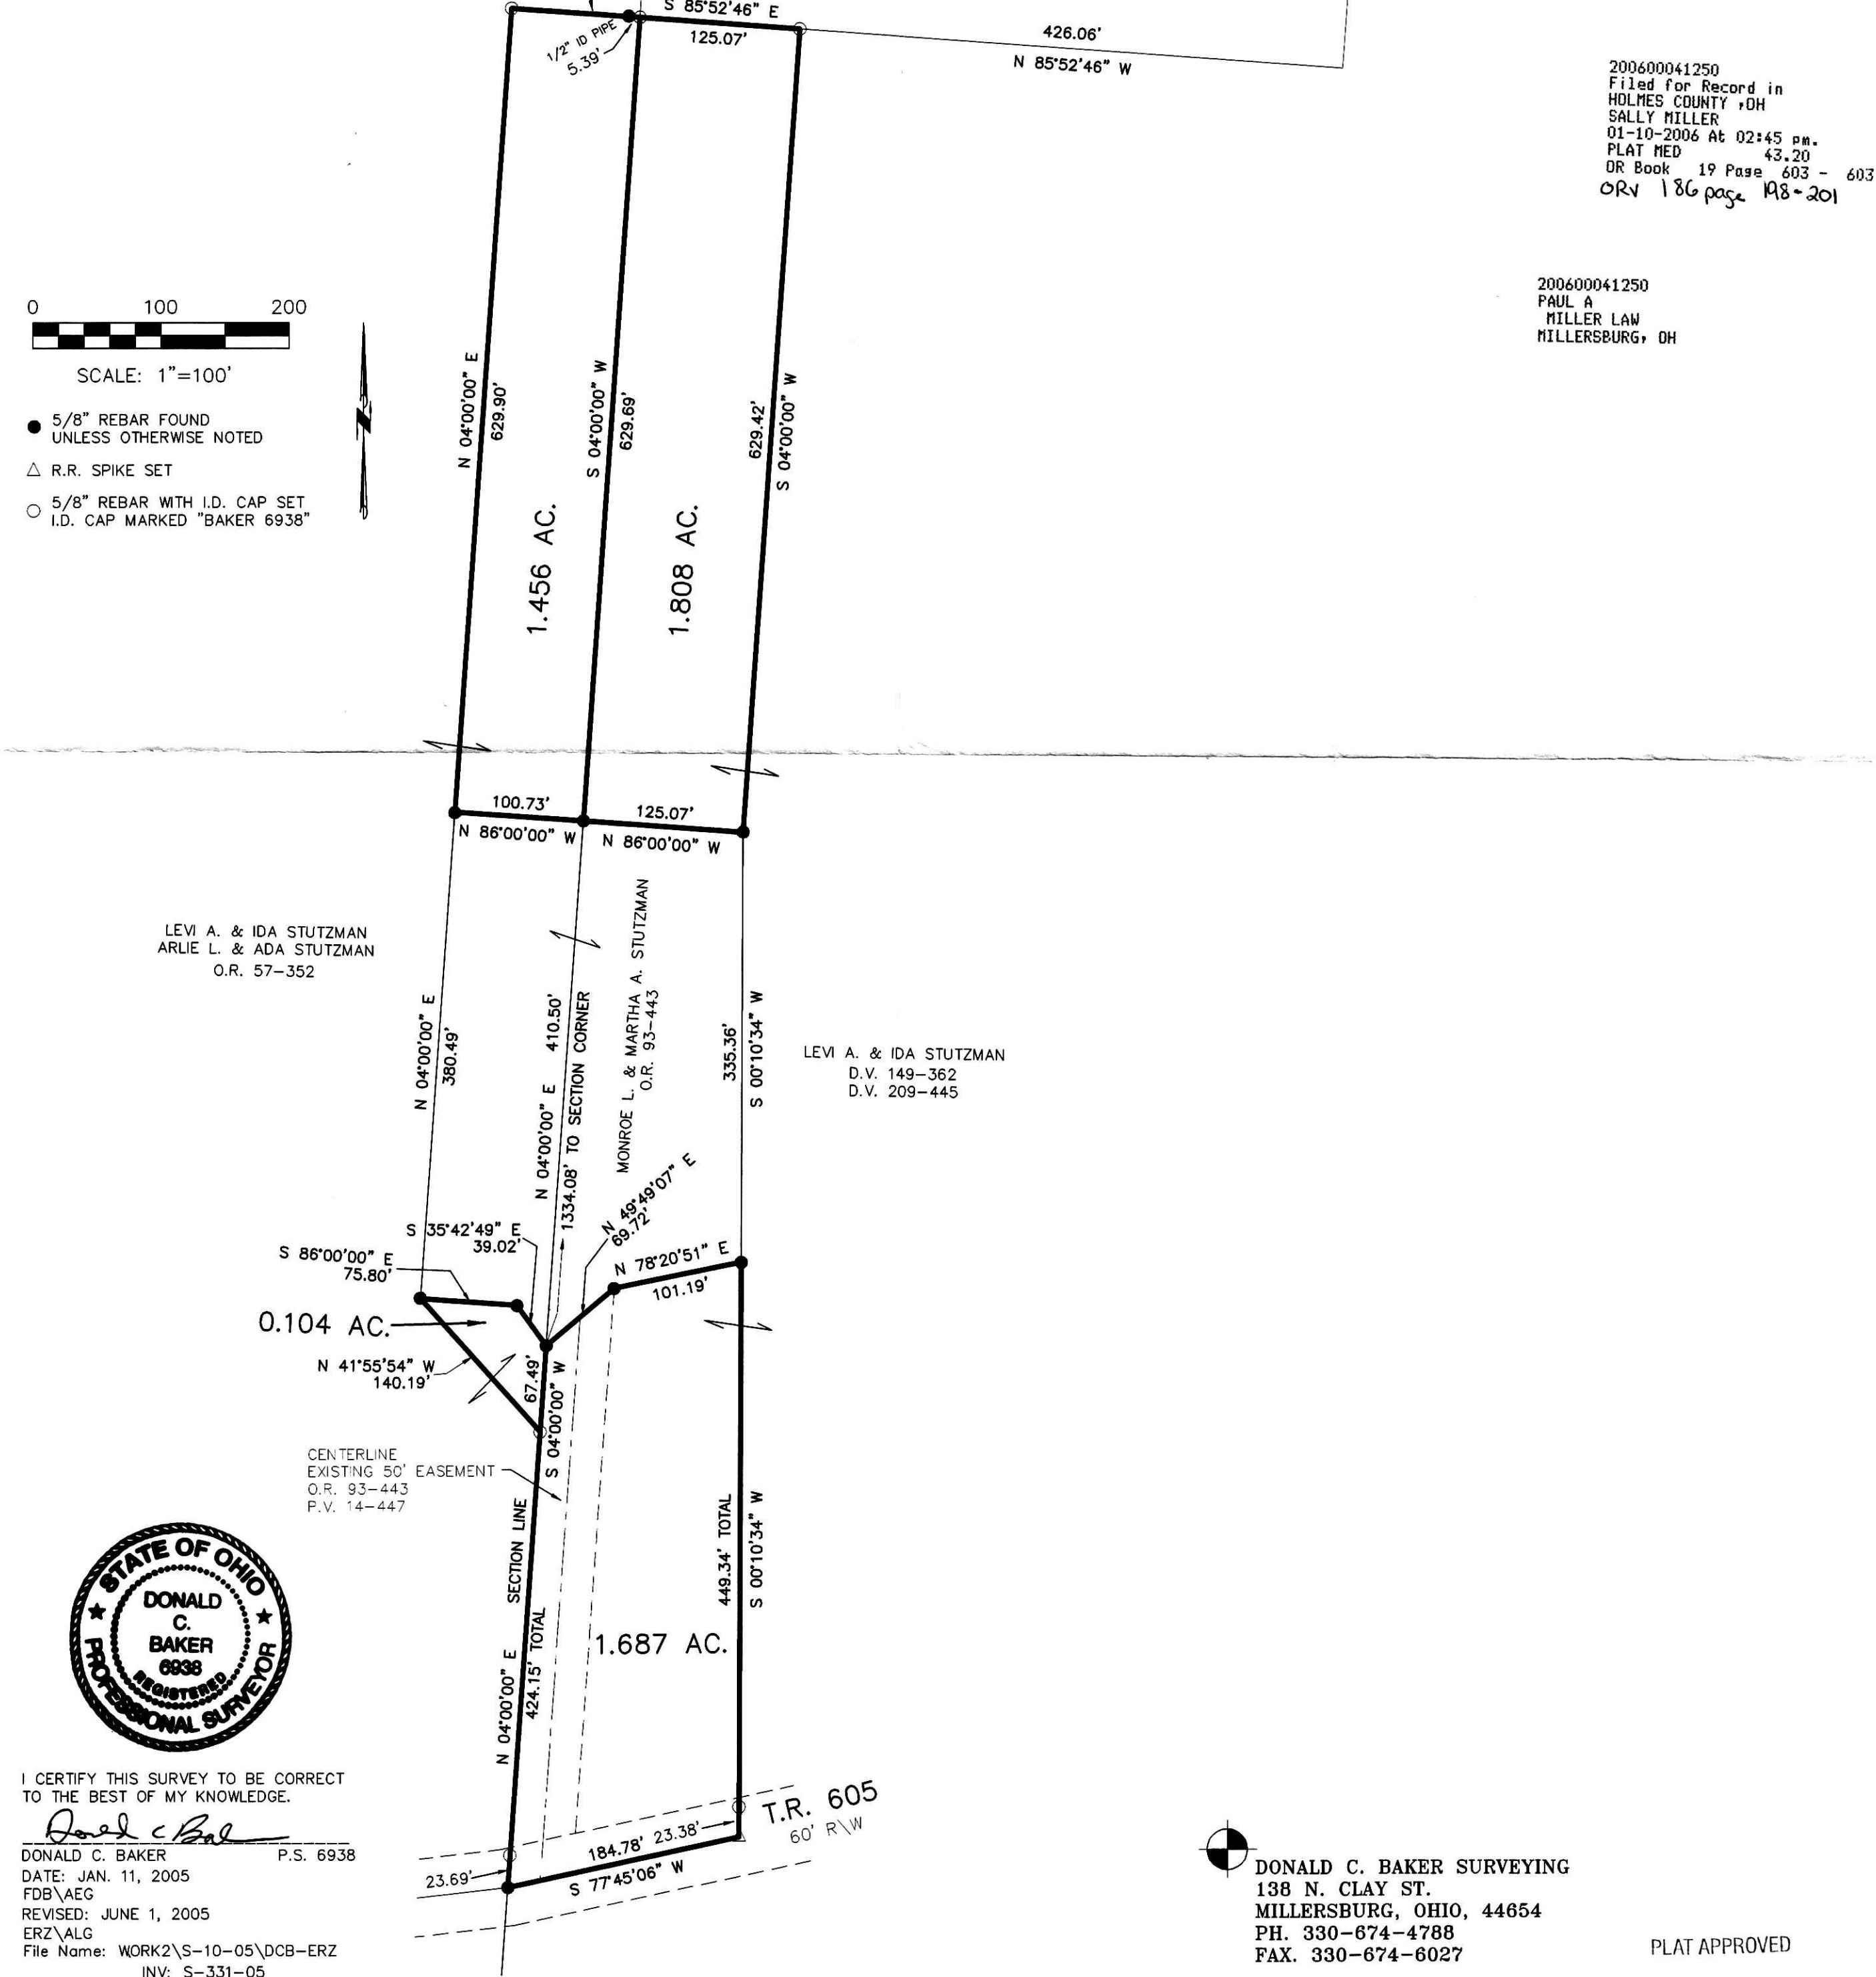 S 85°52'46" E
125.07'
1/2" ID PIPE
5.39'
426.06'
N 85°52'46" W
200600041250
Filed for Record in
HOLMES COUNTY ,OH
SALLY MILLER
01-10-2006 At 02:45 pm.
PLAT MED 43.20
OR Book 19 Page 603 - 603
ORV 186 page 198-201
200600041250
PAUL A
MILLER LAW
MILLERSBURG, OH
0 100 200
SCALE: 1"=100'
5/8" REBAR FOUND
UNLESS OTHERWISE NOTED
R.R. SPIKE SET
5/8" REBAR WITH I.D. CAP SET
I.D. CAP MARKED "BAKER 6938"
N
N 04°00'00" E
629.90'
S 04°00'00" W
629.69'
629.42'
S 04°00'00" W
1.456 AC.
1.808 AC.
100.73'
N 86°00'00" W
125.07'
N 86°00'00" W
LEVI A. & IDA STUTZMAN
ARLIE L. & ADA STUTZMAN
O.R. 57-352
N 04°00'00" E
380.49'
N 04°00'00" E 410.50'
1334.08' TO SECTION CORNER
MONROE L. & MARTHA A. STUTZMAN
O.R. 93-443
335.36'
S 00°10'34" W
LEVI A. & IDA STUTZMAN
D.V. 149-362
D.V. 209-445
S 35°42'49" E
39.02'
N 49°49'07" E
69.72'
S 86°00'00" E
75.80'
N 78°20'51" E
101.19'
0.104 AC.
N 41°55'54" W
140.19'
67.49'
S 04°00'00" W
CENTERLINE
EXISTING 50' EASEMENT
O.R. 93-443
P.V. 14-447
N 04°00'00" E SECTION LINE
424.15' TOTAL
449.34' TOTAL
S 00°10'34" W
1.687 AC.
STATE OF OHIO
DONALD
C.
BAKER
6938
REGISTERED
PROFESSIONAL SURVEYOR
I CERTIFY THIS SURVEY TO BE CORRECT
TO THE BEST OF MY KNOWLEDGE.
Donald C Baker
DONALD C. BAKER P.S. 6938
DATE: JAN. 11, 2005
FDB\AEG
REVISED: JUNE 1, 2005
ERZ\ALG
File Name: WORK2\S-10-05\DCB-ERZ
INV: S-331-05
23.69'
184.78' 23.38'
S 77°45'06" W
T.R. 605
60' R\W
DONALD C. BAKER SURVEYING
138 N. CLAY ST.
MILLERSBURG, OHIO, 44654
PH. 330-674-4788
FAX. 330-674-6027
PLAT APPROVED